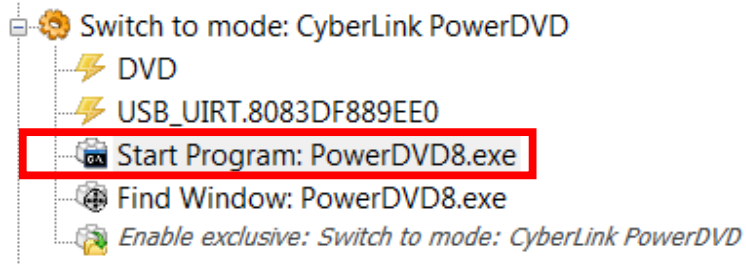 Switch to mode: CyberLink PowerDVD
DVD
USB_UIRT.8083DF889EE0
Start Program: PowerDVD8.exe
Find Window: PowerDVD8.exe
Enable exclusive: Switch to mode: CyberLink PowerDVD